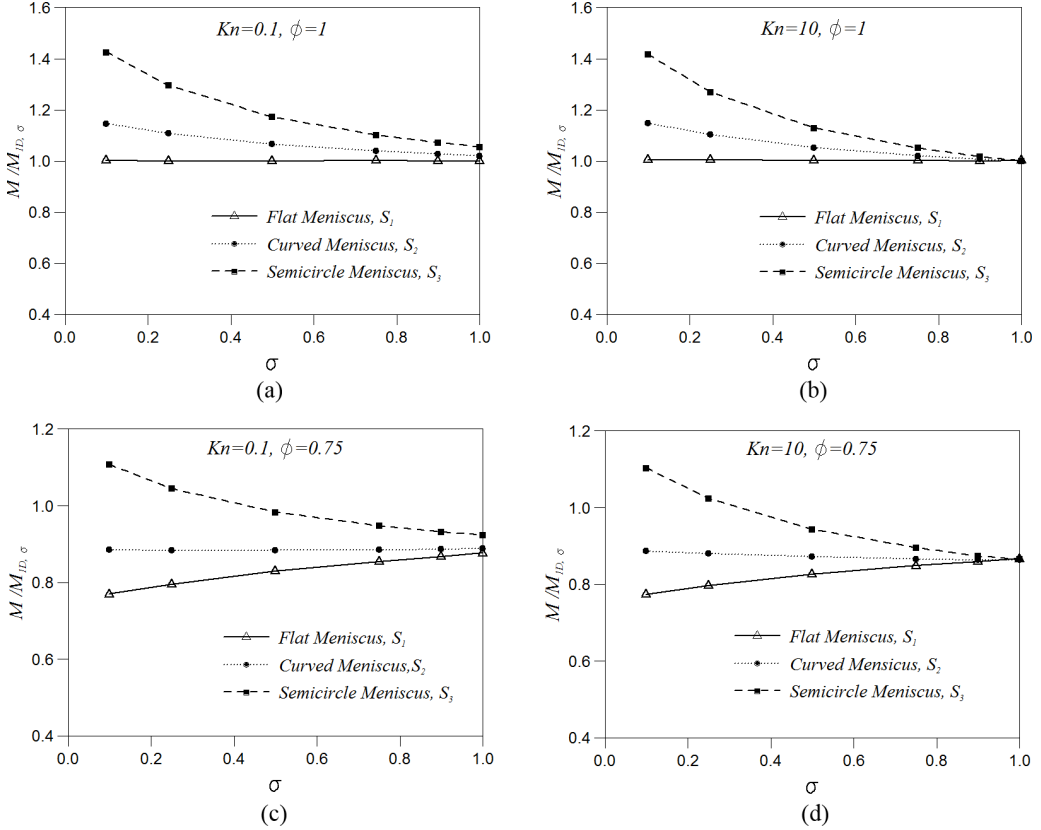 Kn=0.1, ϕ=1
1.6
1.4
1.2
1.0
0.8
0.6
0.4
M /M1D, σ
Flat Meniscus, S1
Curved Meniscus, S2
Semicircle Meniscus, S3
0.0 0.2 0.4 0.6 0.8 1.0
σ
(a)
Kn=10, ϕ=1
1.6
1.4
1.2
1.0
0.8
0.6
0.4
M /M1D, σ
Flat Meniscus, S1
Curved Meniscus, S2
Semicircle Meniscus, S3
0.0 0.2 0.4 0.6 0.8 1.0
σ
(b)
Kn=0.1, ϕ=0.75
1.2
1.0
0.8
0.6
0.4
M /M1D, σ
Flat Meniscus, S1
Curved Meniscus,S2
Semicircle Meniscus, S3
0.0 0.2 0.4 0.6 0.8 1.0
σ
(c)
Kn=10, ϕ=0.75
1.2
1.0
0.8
0.6
0.4
M /M1D, σ
Flat Meniscus, S1
Curved Mensicus, S2
Semicircle Meniscus, S3
0.0 0.2 0.4 0.6 0.8 1.0
σ
(d)